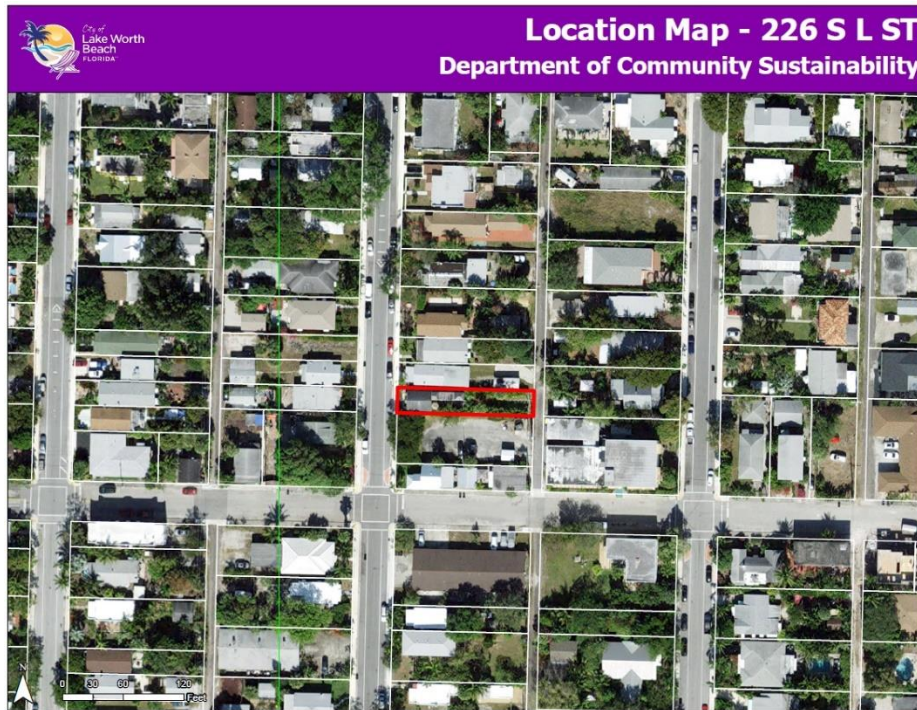 City of
Lake Worth
Beach
FLORIDA
Location Map - 226 S L ST
Department of Community Sustainability
N
0 30 60 120
Feet